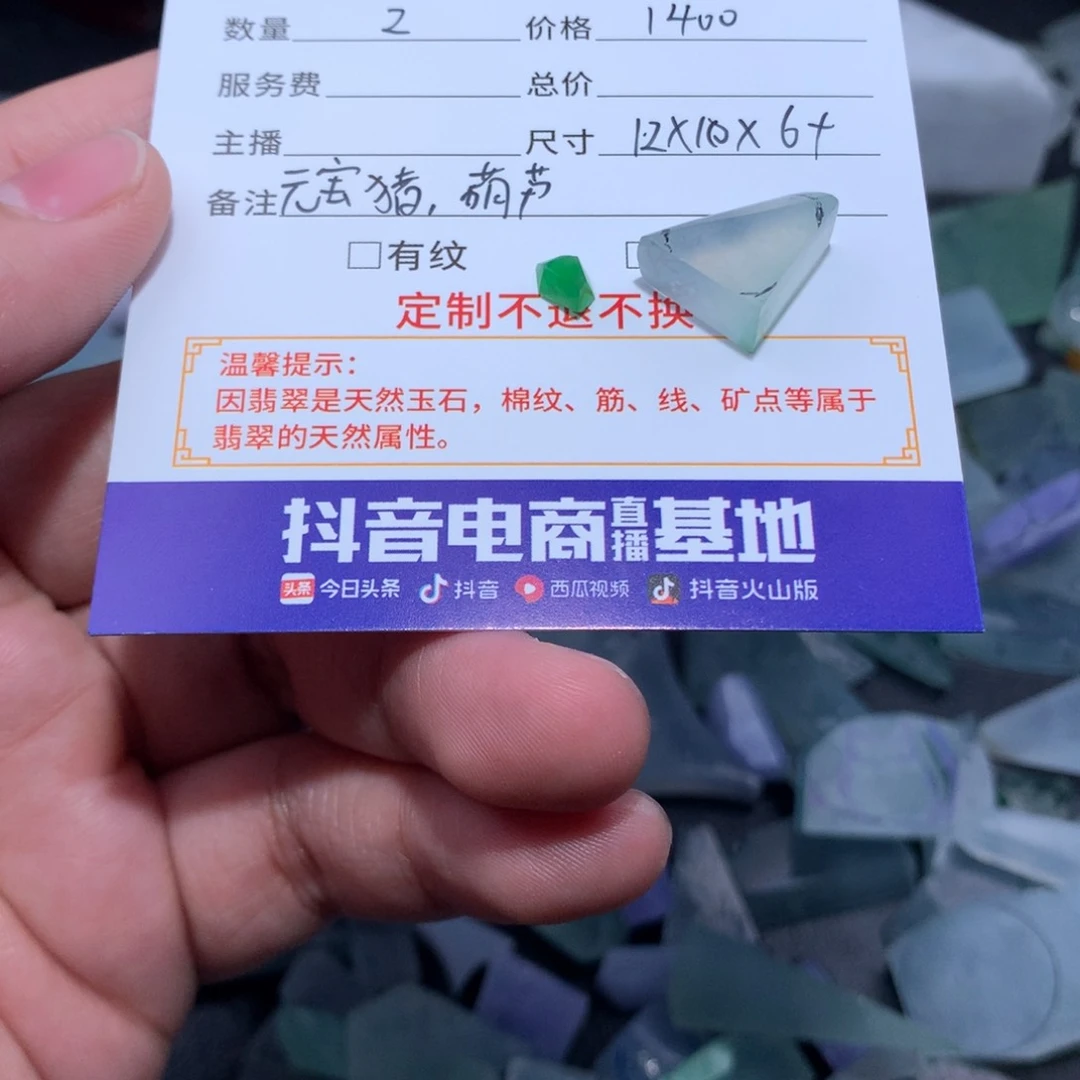 数量 2 价格 1400
服务费 总价
主播 尺寸 12X10X6+
备注 元宝猪，葫芦
□有纹
定制不退不换
温馨提示：
因翡翠是天然玉石，棉纹、筋、线、矿点等属于
翡翠的天然属性。
抖音电商直播基地
头条 今日头条 抖音 西瓜视频 抖音火山版